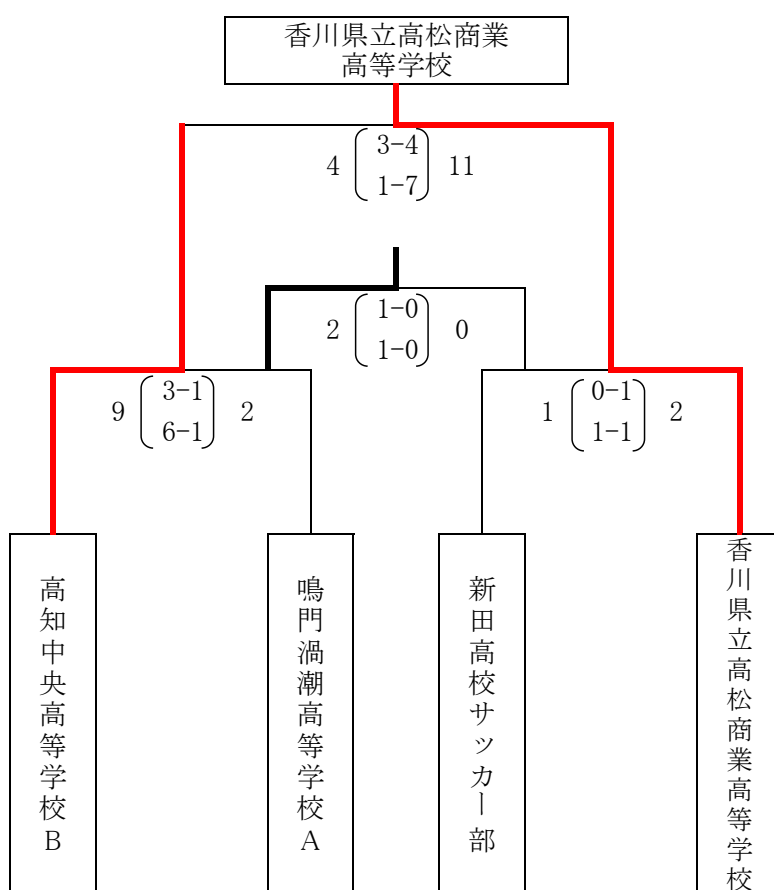 香川県立高松商業
高等学校
4
3-4
1-7
11
2
1-0
1-0
0
9
3-1
6-1
2
1
0-1
1-1
2
高知中央高等学校B
鳴門渦潮高等学校A
新田高校サッカー部
香川県立高松商業高等学校